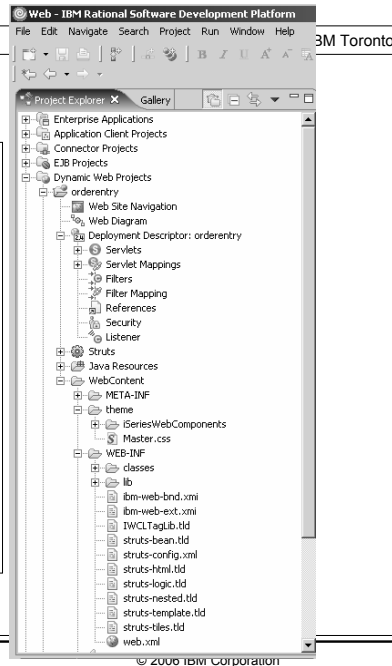 Web - IBM Rational Software Development Platform
File Edit Navigate Search Project Run Window Help
BM Toronto
B I U A A
Project Explorer Gallery
Enterprise Applications
Application Client Projects
Connector Projects
EJB Projects
Dynamic Web Projects
orderentry
Web Site Navigation
Web Diagram
Deployment Descriptor: orderentry
Servlets
Servlet Mappings
Filters
Filter Mapping
References
Security
Listener
Struts
Java Resources
WebContent
META-INF
theme
iSeriesWebComponents
Master.css
WEB-INF
classes
lib
ibm-web-bnd.xmi
ibm-web-ext.xmi
IWCLTagLib.tld
struts-bean.tld
struts-config.xml
struts-html.tld
struts-logic.tld
struts-nested.tld
struts-template.tld
struts-tiles.tld
web.xml
© 2006 IBM Corporation